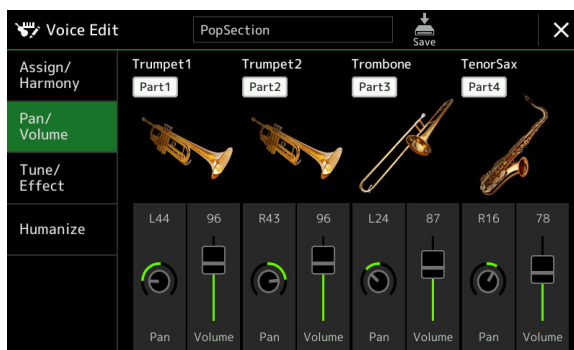 Voice Edit
PopSection
Save
Assign/
Harmony
Pan/
Volume
Tune/
Effect
Humanize
Trumpet1 Trumpet2 Trombone TenorSax
Part1 Part2 Part3 Part4
L44 96 R43 96 L24 87 R16 78
Pan Volume Pan Volume Pan Volume Pan Volume